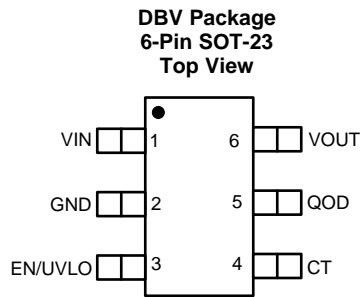 DBV Package
6-Pin SOT-23
Top View
VIN 1 6 VOUT
GND 2 5 QOD
EN/UVLO 3 4 CT